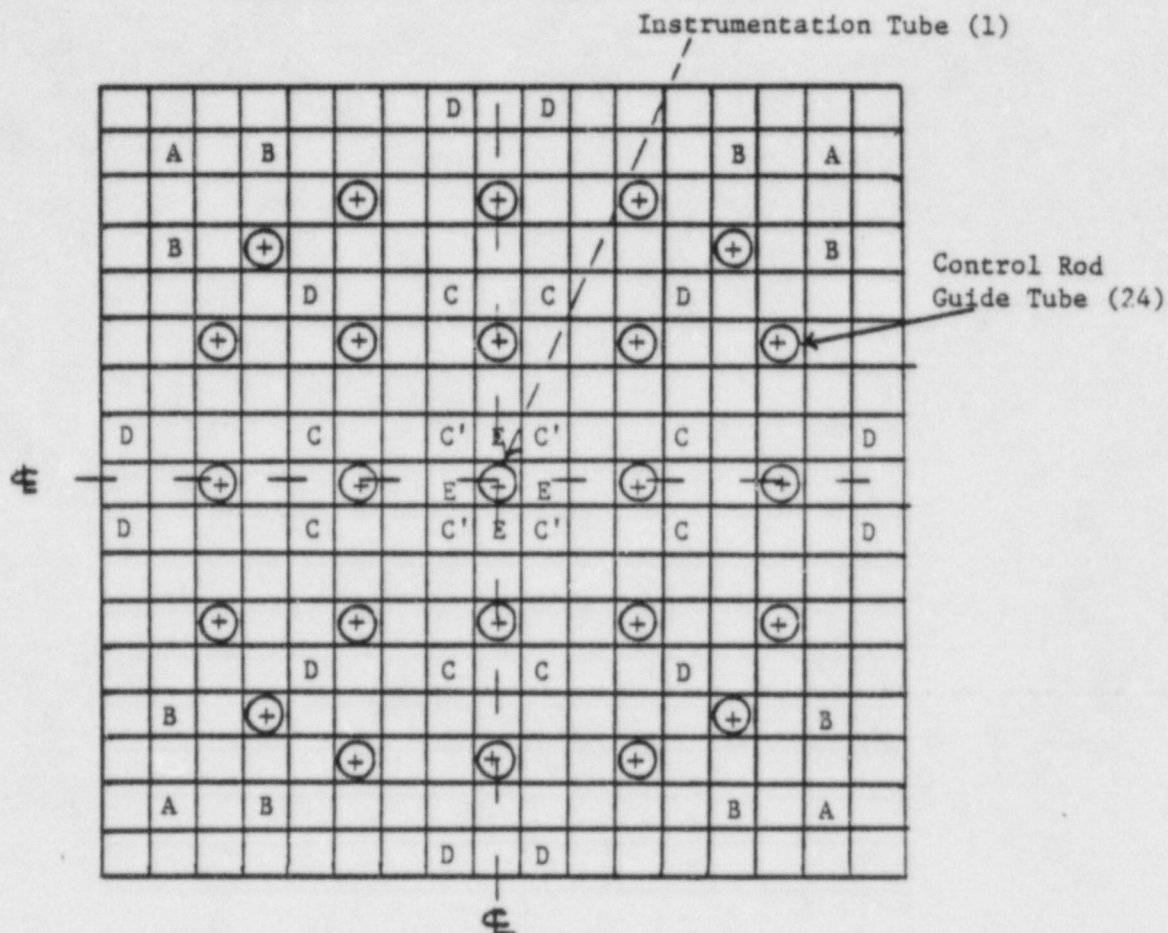 Instrumentation Tube (1)
D D
A B B A
B B
Control Rod
Guide Tube (24)
D C C D
D C C' E C' C D
℄ E E
D C C' E C' C D
D C C D
B B
A B B A
D D
℄